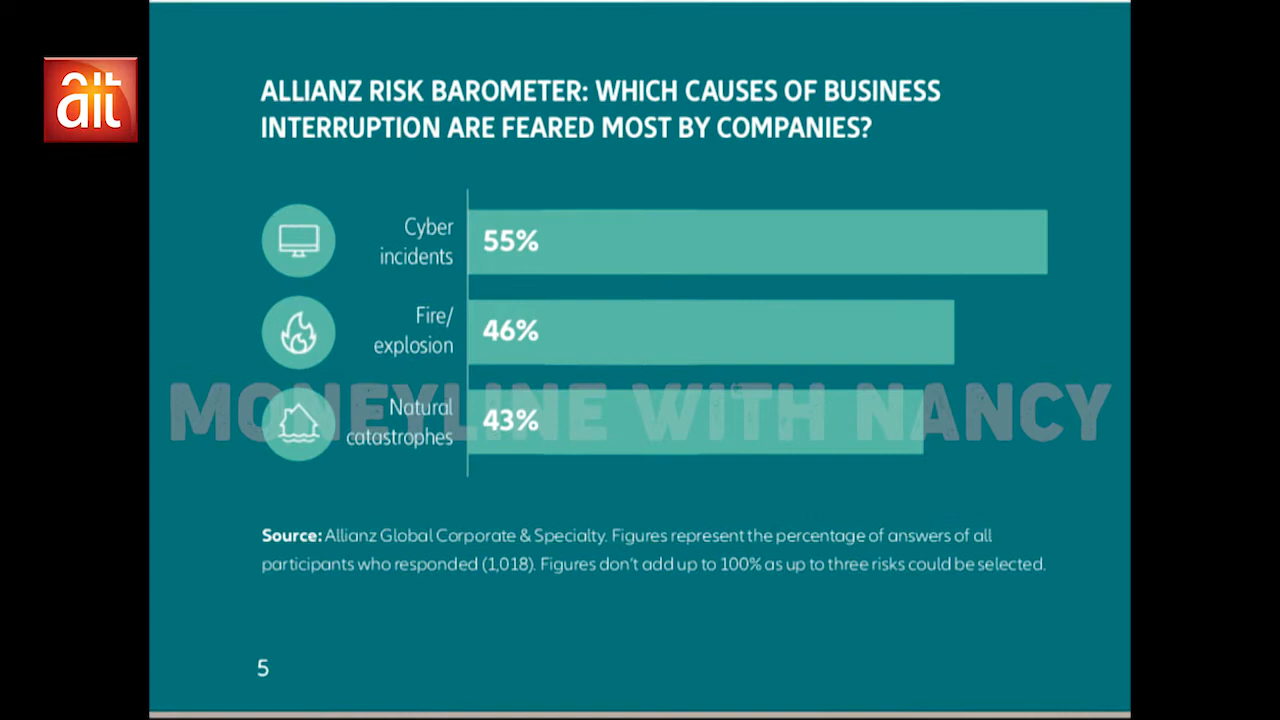 ait
ALLIANZ RISK BAROMETER: WHICH CAUSES OF BUSINESS
INTERRUPTION ARE FEARED MOST BY COMPANIES?
Cyber
incidents
55%
Fire/
explosion
46%
Natural
catastrophes
43%
MONEYLINE WITH NANCY
Source: Allianz Global Corporate & Specialty. Figures represent the percentage of answers of all
participants who responded (1,018). Figures don't add up to 100% as up to three risks could be selected.
5